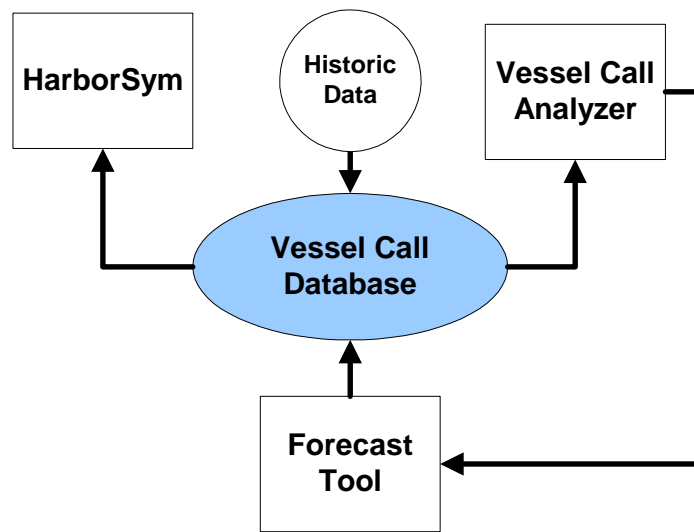 HarborSym
Historic
Data
Vessel Call
Analyzer
Vessel Call
Database
Forecast
Tool